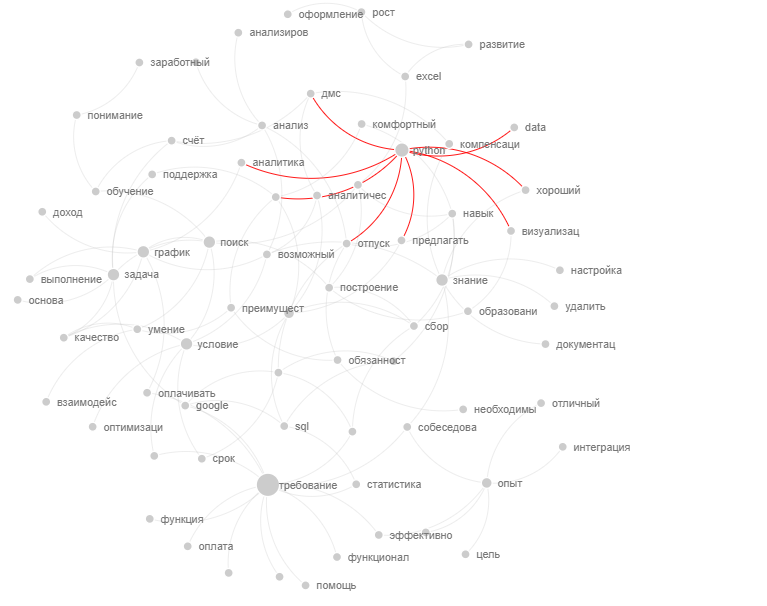 оформление
рост
анализиров
развитие
заработный
excel
дмс
понимание
анализ
комфортный
data
счёт
python
компенсаци
аналитика
поддержка
обучение
аналитичес
хороший
доход
навык
поиск
график
возможный
отпуск
предлагать
визуализац
задача
выполнение
построение
знание
настройка
основа
преимущест
образовани
удалить
качество
умение
условие
сбор
документац
обязанност
взаимодейс
оплачивать
google
необходимы
отличный
оптимизаци
sql
собеседова
срок
интеграция
требование
статистика
опыт
функция
эффективно
оплата
функционал
цель
помощь